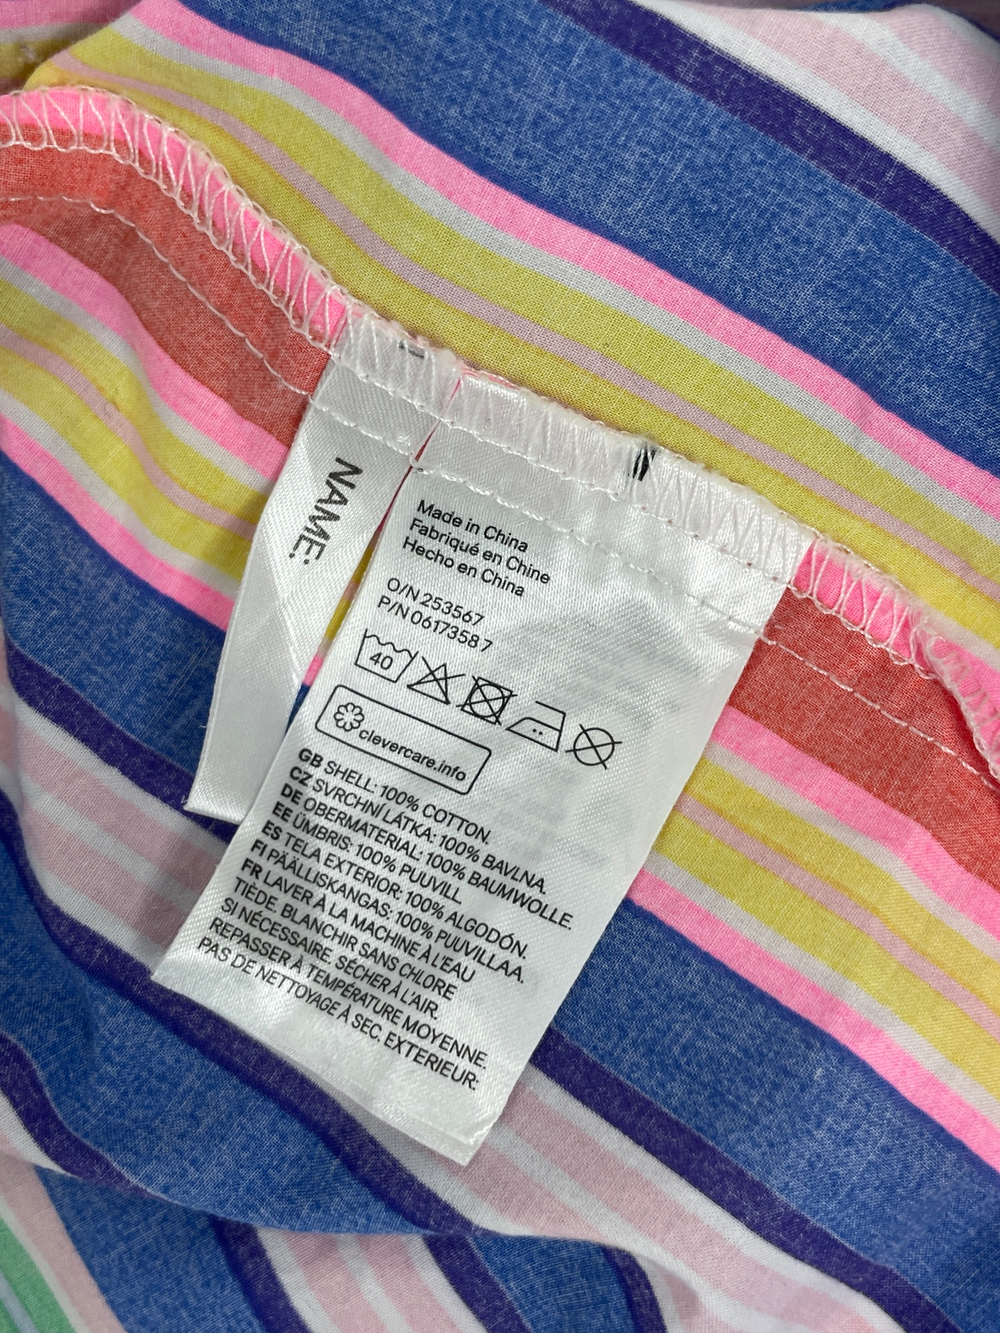 NAME:
Made in China
Fabriqué en Chine
Hecho en China
O/N 253567
P/N 06173587
40
clevercare.info
GB SHELL: 100% COTTON.
CZ SVRCHNÍ LÁTKA: 100% BAVLNA.
DE OBERMATERIAL: 100% BAUMWOLLE.
EE ÜMBRIS: 100% PUUVILL
ES TELA EXTERIOR: 100% ALGODÓN.
FI PÄÄLLISKANGAS: 100% PUUVILLAA.
FR LAVER À LA MACHINE À L'EAU
TIÈDE. BLANCHIR SANS CHLORE
SI NÉCESSAIRE. SÉCHER À L'AIR.
REPASSER À TEMPÉRATURE MOYENNE.
PAS DE NETTOYAGE À SEC. EXTERIEUR: